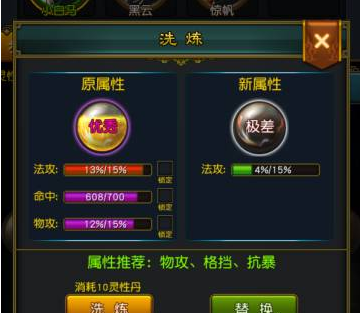 小白马 黑云 惊帆
洗 炼
原属性 新属性
优秀 极差
法攻: 13%/15% 锁定 法攻: 4%/15%
命中: 608/700 锁定
物攻: 12%/15% 锁定
属性推荐：物攻、格挡、抗暴
消耗10灵性丹
洗 炼 替 换